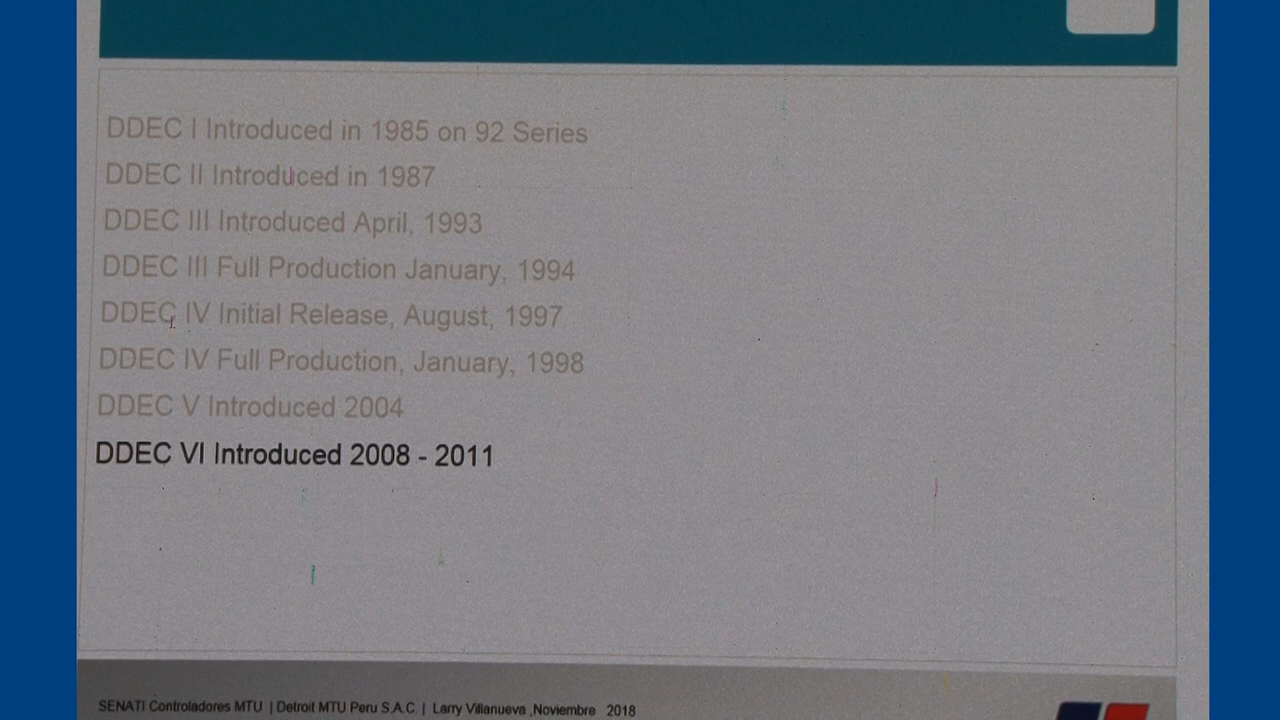 DDEC I Introduced in 1985 on 92 Series
DDEC II Introduced in 1987
DDEC III Introduced April, 1993
DDEC III Full Production January, 1994
DDEC IV Initial Release, August, 1997
DDEC IV Full Production, January, 1998
DDEC V Introduced 2004
DDEC VI Introduced 2008 - 2011
SENATI Controladores MTU | Detroit MTU Peru S.A.C. | Larry Villanueva ,Noviembre 2018